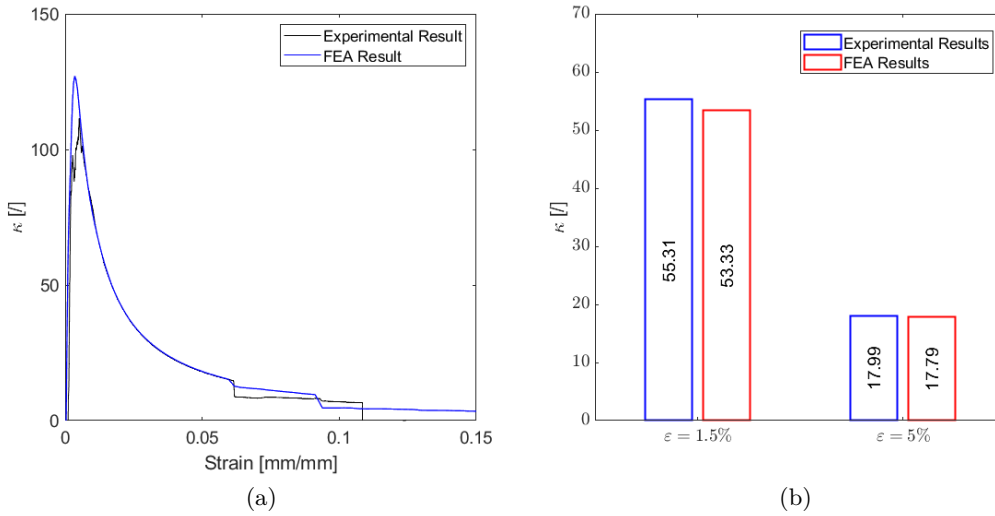 150
100
50
0
0
0.05
0.1
0.15
κ [/]
Strain [mm/mm]
Experimental Result
FEA Result
(a)
70
60
50
40
30
20
10
0
κ [/]
Experimental Results
FEA Results
55.31
53.33
17.99
17.79
ε = 1.5%
ε = 5%
(b)